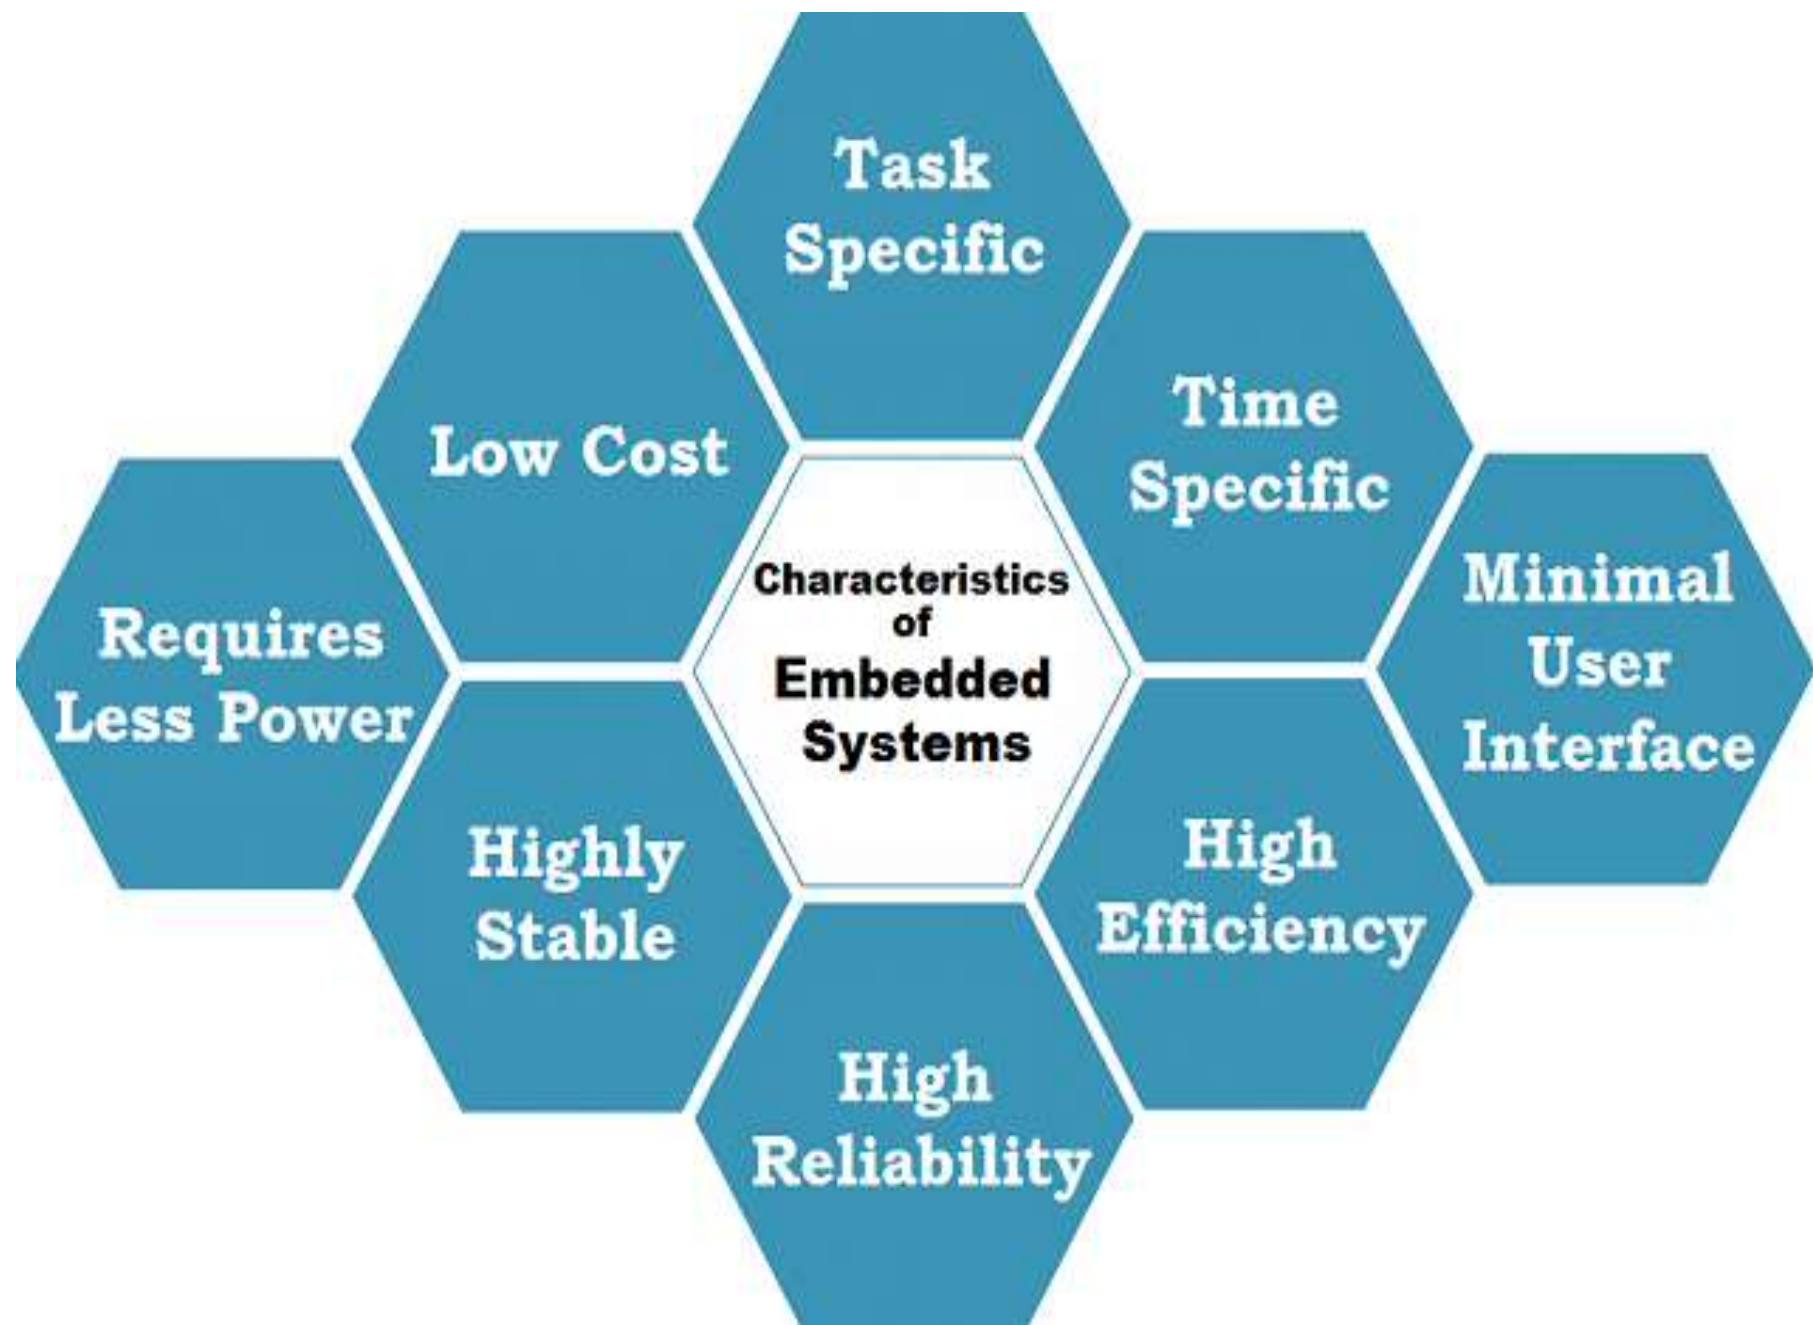 Task
Specific
Low Cost
Time
Specific
Requires
Less Power
Characteristics
of
Embedded
Systems
Minimal
User
Interface
Highly
Stable
High
Efficiency
High
Reliability